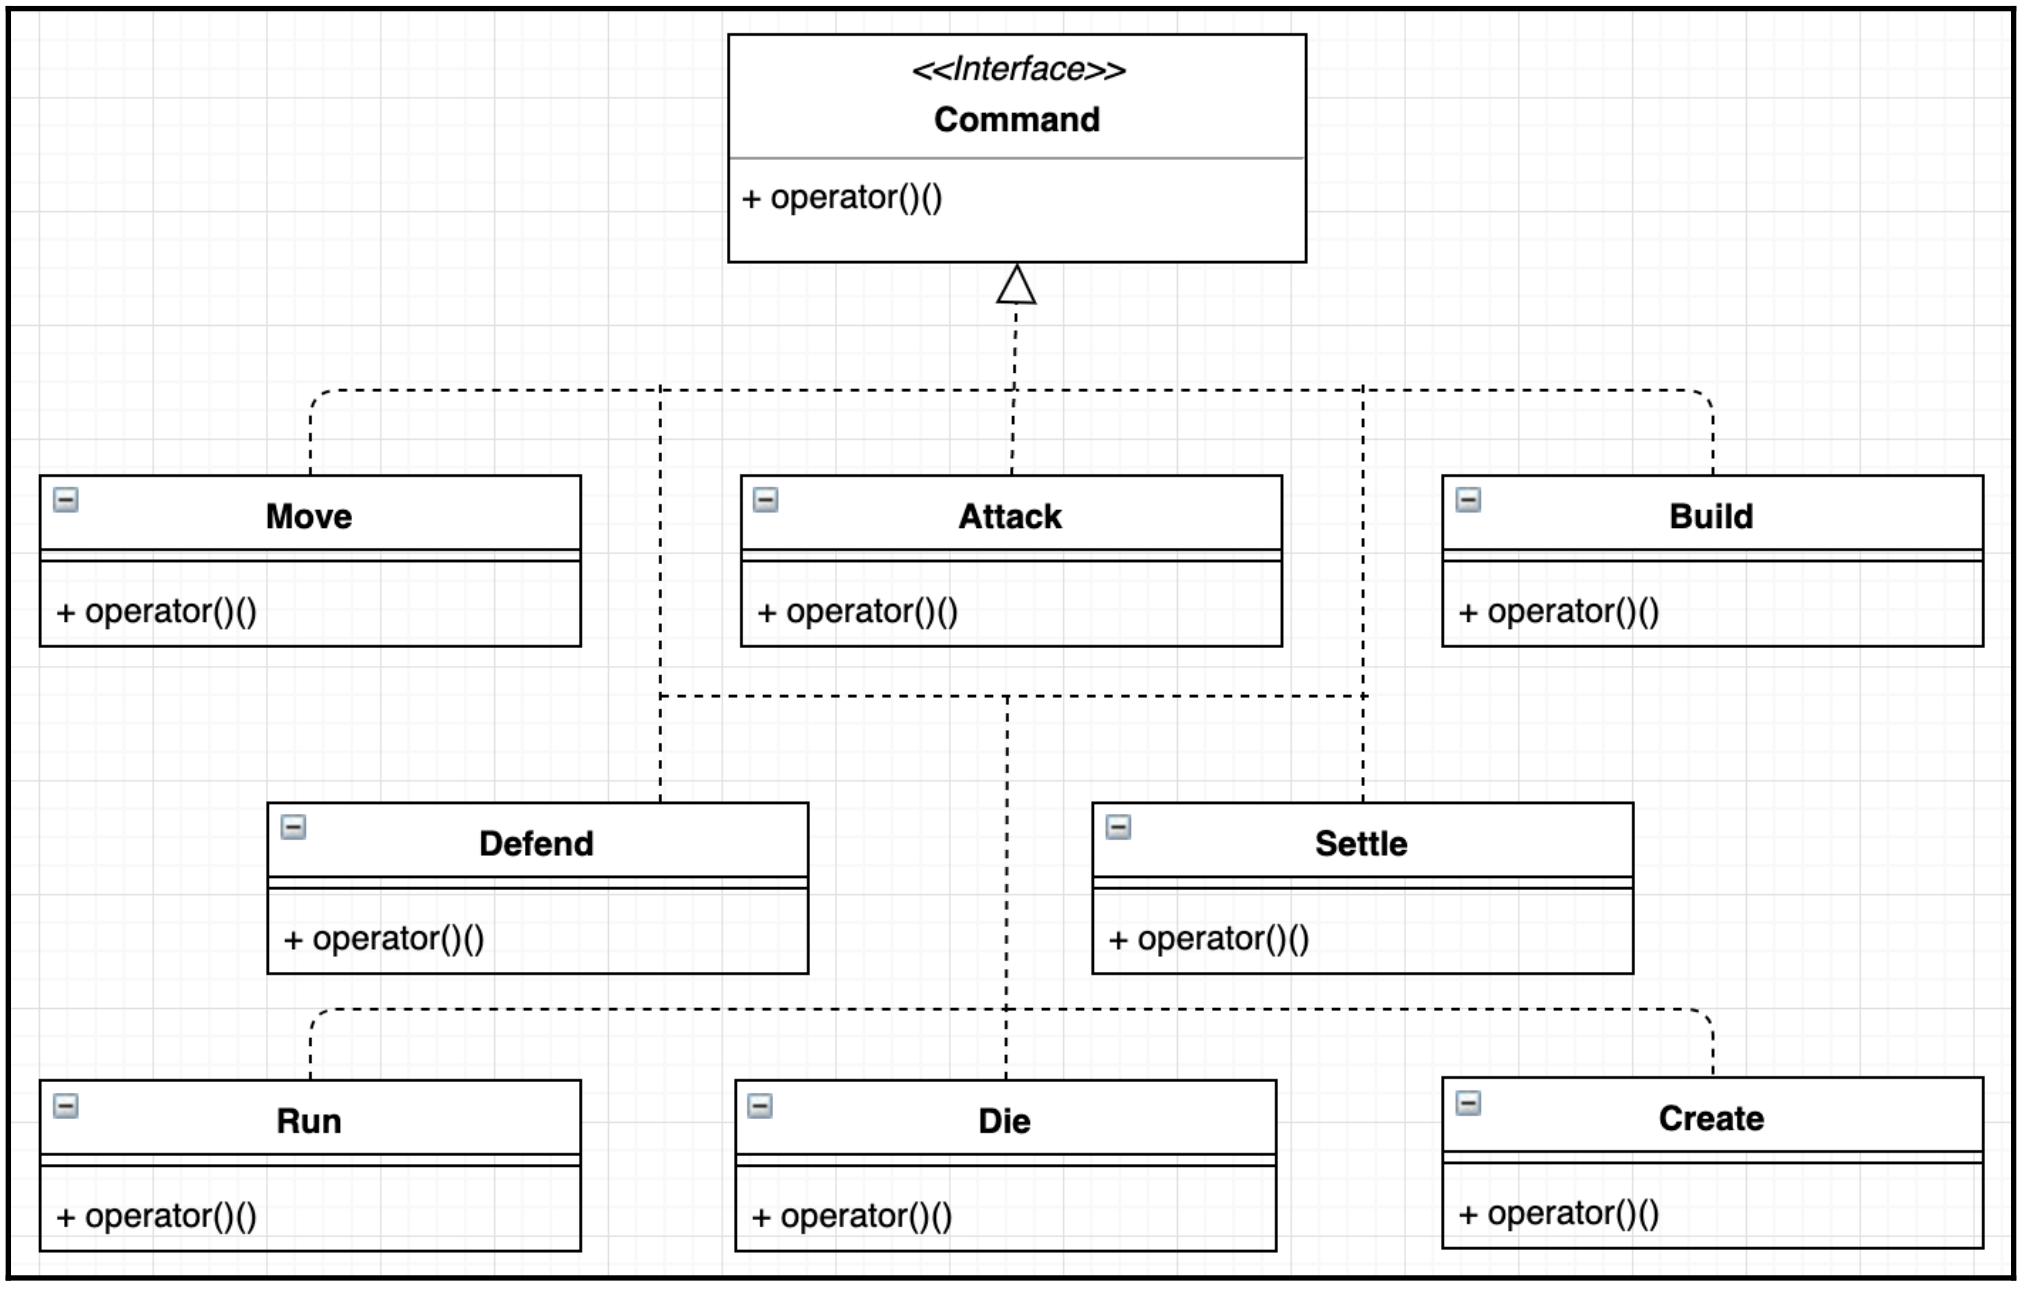 <<Interface>>
Command
+ operator()()
Move
+ operator()()
Attack
+ operator()()
Build
+ operator()()
Defend
+ operator()()
Settle
+ operator()()
Run
+ operator()()
Die
+ operator()()
Create
+ operator()()